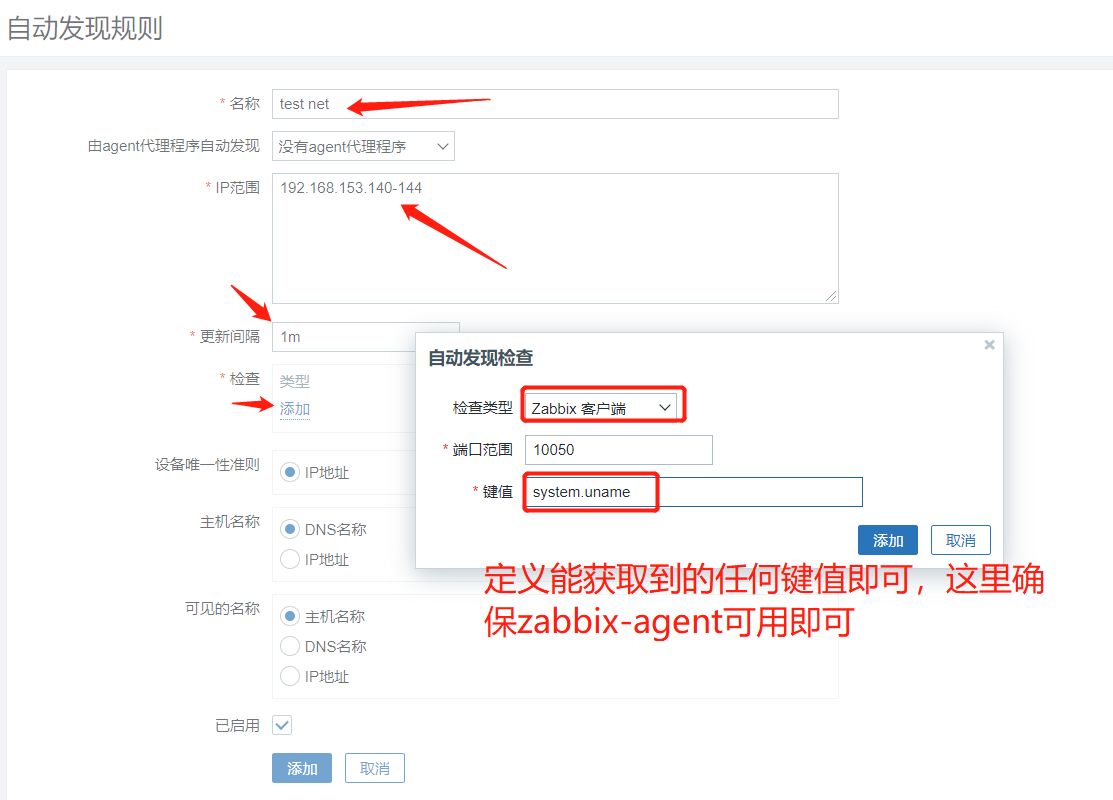 自动发现规则
* 名称 test net
由agent代理程序自动发现 没有agent代理程序
* IP范围 192.168.153.140-144
* 更新间隔 1m
* 检查 类型
添加
设备唯一性准则 IP地址
主机名称 DNS名称
IP地址
可见的名称 主机名称
DNS名称
IP地址
已启用
添加 取消
自动发现检查
检查类型 Zabbix 客户端
* 端口范围 10050
* 键值 system.uname
添加 取消
定义能获取到的任何键值即可，这里确
保zabbix-agent可用即可